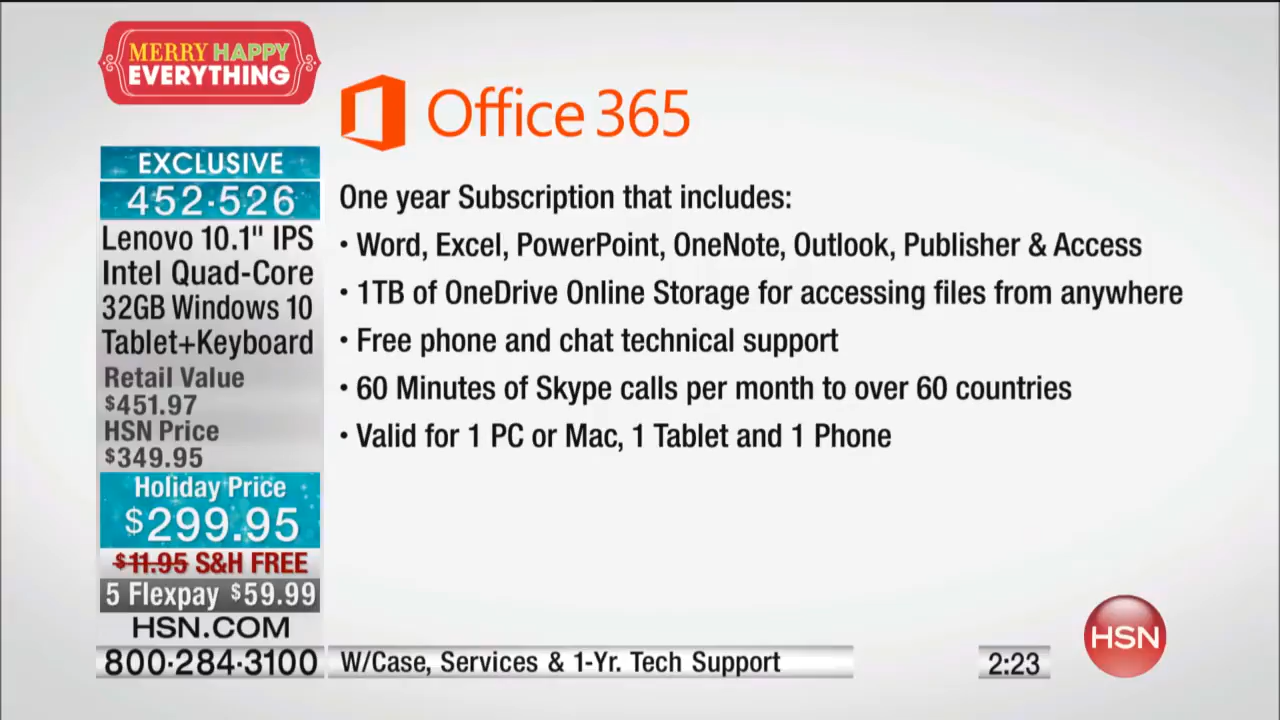 MERRY HAPPY
EVERYTHING
Office 365
EXCLUSIVE
452·526
Lenovo 10.1" IPS
Intel Quad-Core
32GB Windows 10
Tablet+Keyboard
Retail Value
$451.97
HSN Price
$349.95
Holiday Price
$299.95
$11.95 S&H FREE
5 Flexpay $59.99
HSN.COM
800·284·3100
One year Subscription that includes:
• Word, Excel, PowerPoint, OneNote, Outlook, Publisher & Access
• 1TB of OneDrive Online Storage for accessing files from anywhere
• Free phone and chat technical support
• 60 Minutes of Skype calls per month to over 60 countries
• Valid for 1 PC or Mac, 1 Tablet and 1 Phone
W/Case, Services & 1-Yr. Tech Support
2:23
HSN